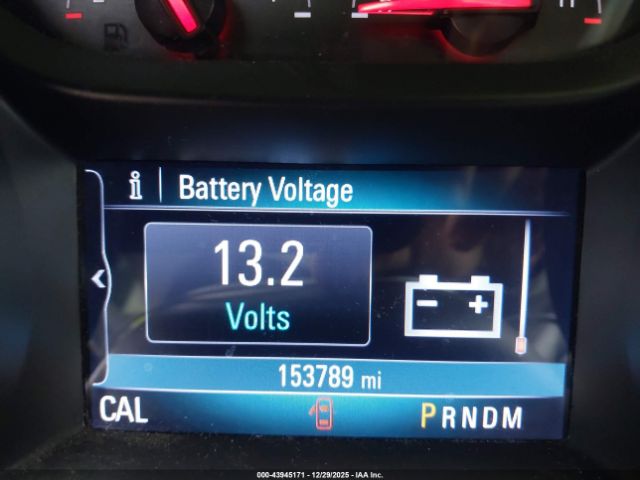 i Battery Voltage
13.2
Volts
- +
153789 mi
CAL
PRNDM
000-43945171 | 12/29/2025 - IAA Inc.